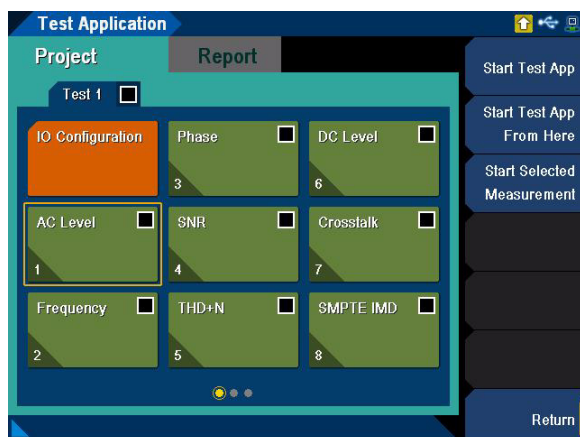 Test Application
Project
Report
Test 1
IO Configuration
Phase
3
DC Level
6
AC Level
1
SNR
4
Crosstalk
7
Frequency
2
THD+N
5
SMPTE IMD
8
Start Test App
Start Test App
From Here
Start Selected
Measurement
Return